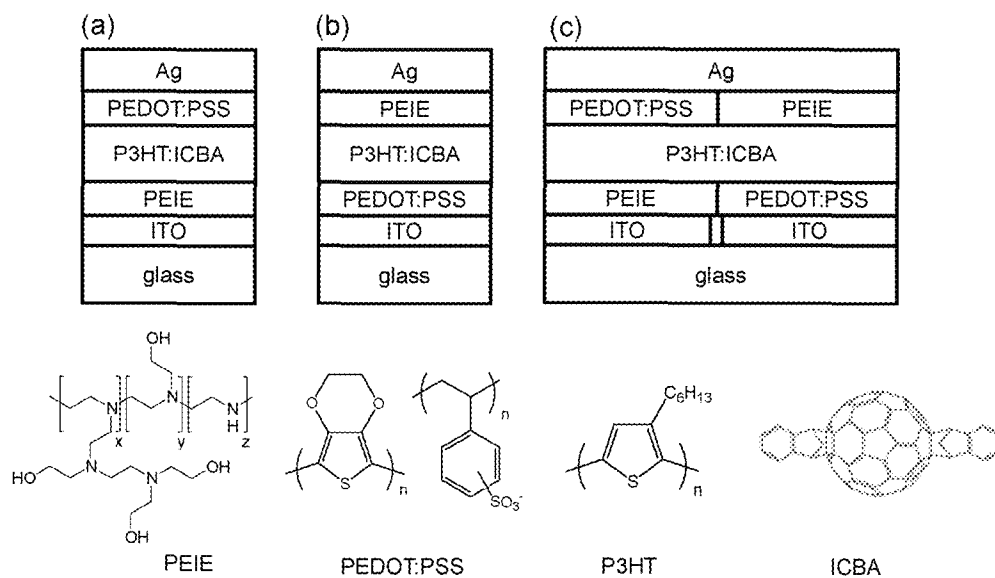 (a) (b) (c)
Ag Ag Ag
PEDOT:PSS PEIE PEDOT:PSS PEIE
P3HT:ICBA P3HT:ICBA P3HT:ICBA
PEIE PEDOT:PSS PEIE PEDOT:PSS
ITO ITO ITO ITO
glass glass glass
OH
N N N H
x y z
HO N N OH
OH
O O
S n
n
SO₃⁻
C₆H₁₃
S n
PEIE PEDOT:PSS P3HT ICBA